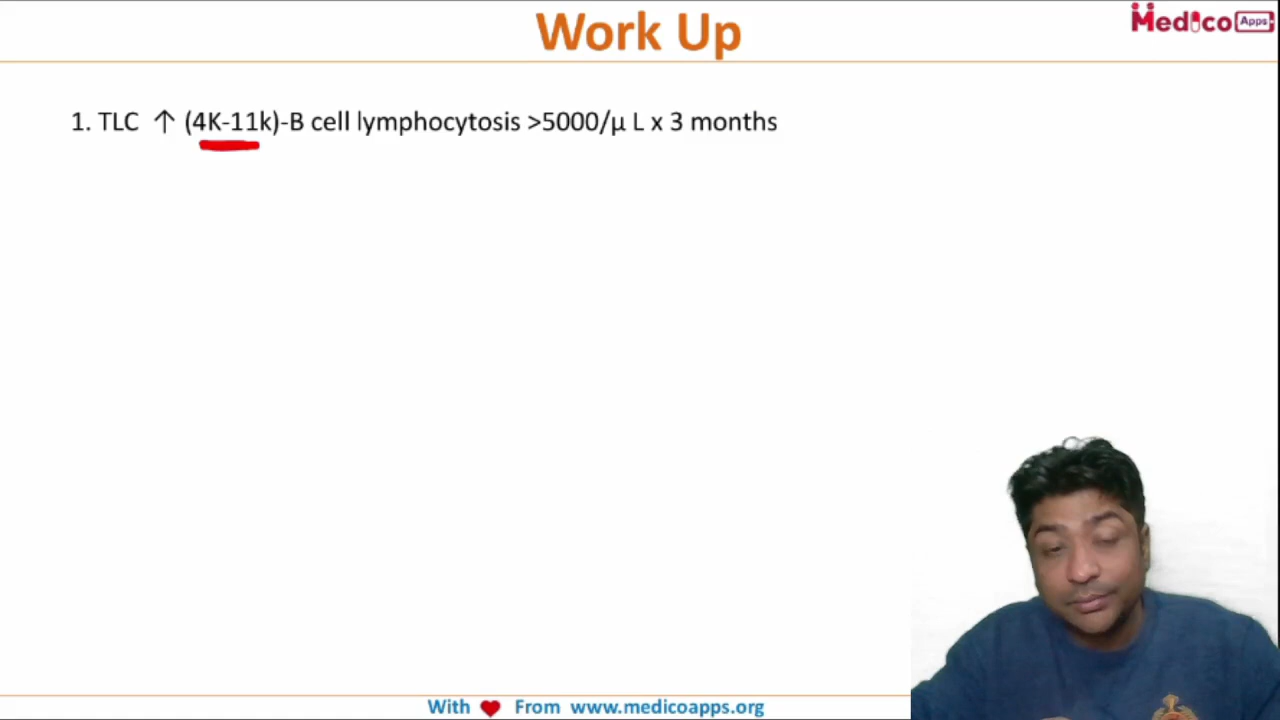 Work Up
Medico Apps
1. TLC ↑ (4K-11k)-B cell lymphocytosis >5000/μ L x 3 months
With From www.medicoapps.org